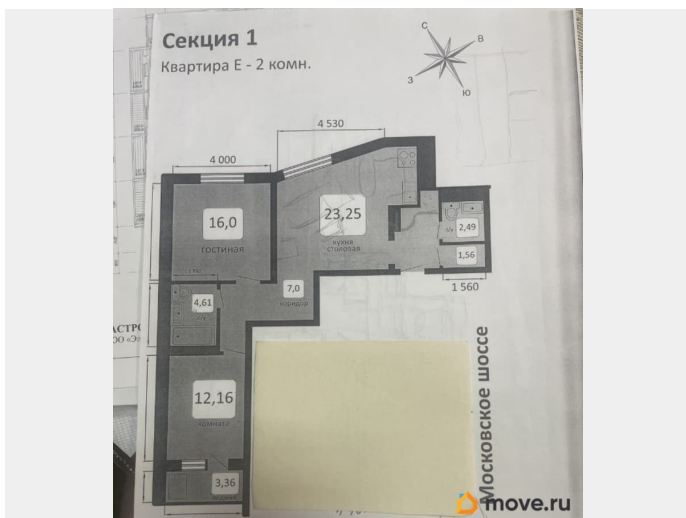 Секция 1
Квартира Е - 2 комн.
С
В
З
Ю
4 530
4 000
16,0
гостиная
23,25
кухня
столовая
2,49
с/у
1,56
1 560
7,0
коридор
4,61
12,16
комната
3,36
Московское шоссе
move.ru